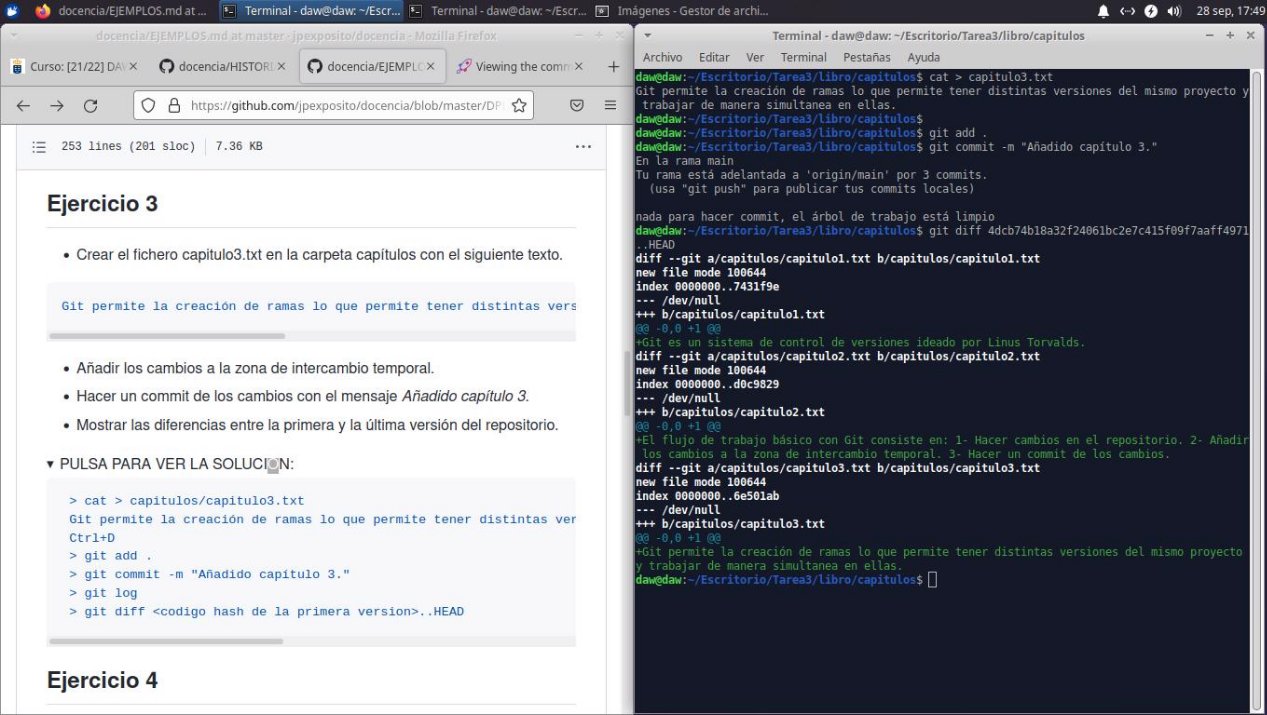 docencia/EJEMPLOS.md at ...
Terminal - daw@daw: ~/Escr...
Terminal - daw@daw: ~/Escr...
Imágenes - Gestor de archi...
28 sep, 17:49
docencia/EJEMPLOS.md at master · jpexposito/docencia - Mozilla Firefox
Curso: [21/22] DA
docencia/HISTORI
docencia/EJEMPLO
Viewing the comm
https://github.com/jpexposito/docencia/blob/master/DP
253 lines (201 sloc)
7.36 KB
Ejercicio 3
Crear el fichero capitulo3.txt en la carpeta capítulos con el siguiente texto.
Git permite la creación de ramas lo que permite tener distintas vers
Añadir los cambios a la zona de intercambio temporal.
Hacer un commit de los cambios con el mensaje Añadido capítulo 3.
Mostrar las diferencias entre la primera y la última versión del repositorio.
PULSA PARA VER LA SOLUCION:
> cat > capitulos/capitulo3.txt
Git permite la creación de ramas lo que permite tener distintas ver
Ctrl+D
> git add .
> git commit -m "Añadido capítulo 3."
> git log
> git diff <codigo hash de la primera version>..HEAD
Ejercicio 4
Terminal - daw@daw: ~/Escritorio/Tarea3/libro/capitulos
Archivo Editar Ver Terminal Pestañas Ayuda
daw@daw:~/Escritorio/Tarea3/libro/capitulos$ cat > capitulo3.txt
Git permite la creación de ramas lo que permite tener distintas versiones del mismo proyecto y
trabajar de manera simultanea en ellas.
daw@daw:~/Escritorio/Tarea3/libro/capitulos$
daw@daw:~/Escritorio/Tarea3/libro/capitulos$ git add .
daw@daw:~/Escritorio/Tarea3/libro/capitulos$ git commit -m "Añadido capítulo 3."
En la rama main
Tu rama está adelantada a 'origin/main' por 3 commits.
(usa "git push" para publicar tus commits locales)
nada para hacer commit, el árbol de trabajo está limpio
daw@daw:~/Escritorio/Tarea3/libro/capitulos$ git diff 4dcb74b18a32f24061bc2e7c415f09f7aaff4971
..HEAD
diff --git a/capitulos/capitulo1.txt b/capitulos/capitulo1.txt
new file mode 100644
index 0000000..7431f9e
--- /dev/null
+++ b/capitulos/capitulo1.txt
@@ -0,0 +1 @@
+Git es un sistema de control de versiones ideado por Linus Torvalds.
diff --git a/capitulos/capitulo2.txt b/capitulos/capitulo2.txt
new file mode 100644
index 0000000..d0c9829
--- /dev/null
+++ b/capitulos/capitulo2.txt
@@ -0,0 +1 @@
+El flujo de trabajo básico con Git consiste en: 1- Hacer cambios en el repositorio. 2- Añadir
los cambios a la zona de intercambio temporal. 3- Hacer un commit de los cambios.
diff --git a/capitulos/capitulo3.txt b/capitulos/capitulo3.txt
new file mode 100644
index 0000000..6e501ab
--- /dev/null
+++ b/capitulos/capitulo3.txt
@@ -0,0 +1 @@
+Git permite la creación de ramas lo que permite tener distintas versiones del mismo proyecto
y trabajar de manera simultanea en ellas.
daw@daw:~/Escritorio/Tarea3/libro/capitulos$